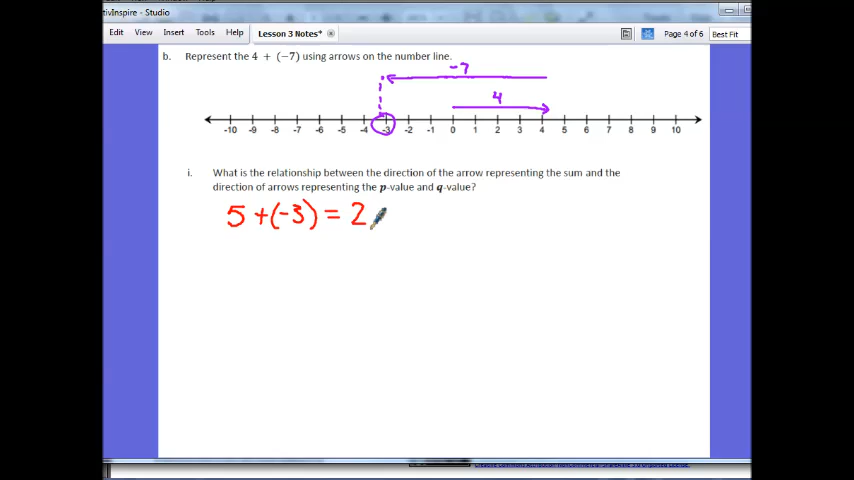 ctivInspire - Studio
Edit View Insert Tools Help Lesson 3 Notes* Page 4 of 6 Best Fit
b. Represent the 4 + (−7) using arrows on the number line.
-7
4
-10 -9 -8 -7 -6 -5 -4 -3 -2 -1 0 1 2 3 4 5 6 7 8 9 10
i. What is the relationship between the direction of the arrow representing the sum and the
direction of arrows representing the p-value and q-value?
5 +(-3) = 2